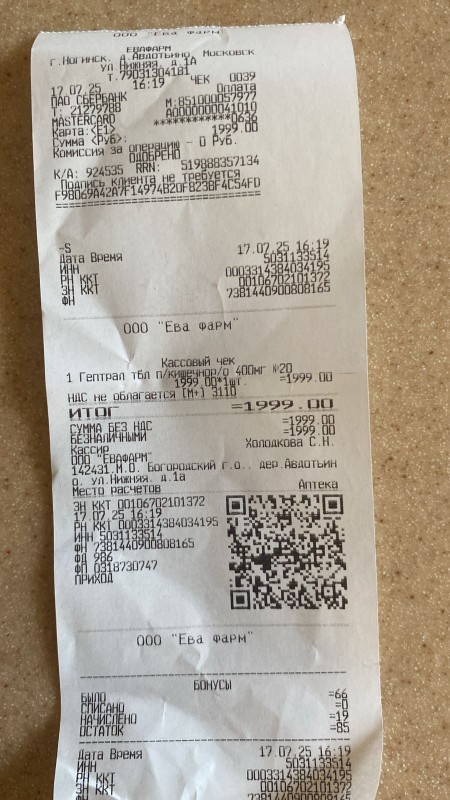 ООО "Ева Фарм"
ЕВАФАРМ
г.Ногинск, д.Авдотьино, Московск
ул Нижняя, д.1А
Т.79031304181
17.07.25 16:19 ЧЕК 0039
ПАО СБЕРБАНК Оплата
Т: 21279788 М:851000057977
MASTERCARD A0000000041010
Карта:<E1> ************0636
Сумма <Руб>: 1999.00
Комиссия за операцию - 0 Руб.
ОДОБРЕНО
К/А: 924535 RRN: 519888357134
Подпись клиента не требуется
F98069A42A7F14974B20F8238F4C54FD
================================
-S
Дата Время 17.07.25 16:19
ИНН 5031133514
РН ККТ 0003314384034195
ЗН ККТ 00106702101372
ФН 7381440900808165
ООО "Ева Фарм"
Кассовый чек
1 Гептрал тбл п/кишечнор/о 400мг №20
1999.00*1шт. =1999.00
НДС не облагается [М+] 3110
ИТОГ =1999.00
СУММА БЕЗ НДС =1999.00
БЕЗНАЛИЧНЫМИ =1999.00
Кассир Холодкова С.Н.
ООО "ЕВАФАРМ"
142431.М.О. Богородский г.о., дер.Авдотьин
о, ул.Нижняя, д.1а
Место расчетов Аптека
ЗН ККТ 00106702101372
17.07.25 16:19
РН ККТ 0003314384034195
ИНН 5031133514
ФН 7381440900808165
ФД 986
ФП 0318730747
ПРИХОД
ООО "Ева Фарм"
БОНУСЫ
БЫЛО =66
СПИСАНО =0
НАЧИСЛЕНО =19
ОСТАТОК =85
Дата Время 17.07.25 16:19
ИНН 5031133514
РН ККТ 0003314384034195
ЗН ККТ 00106702101372
ФН 7381440900808165